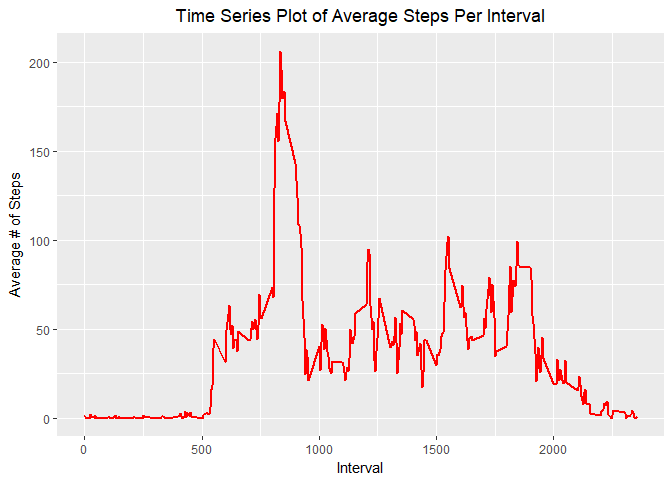 Time Series Plot of Average Steps Per Interval
200
150
100
50
0
Average # of Steps
0 500 1000 1500 2000
Interval